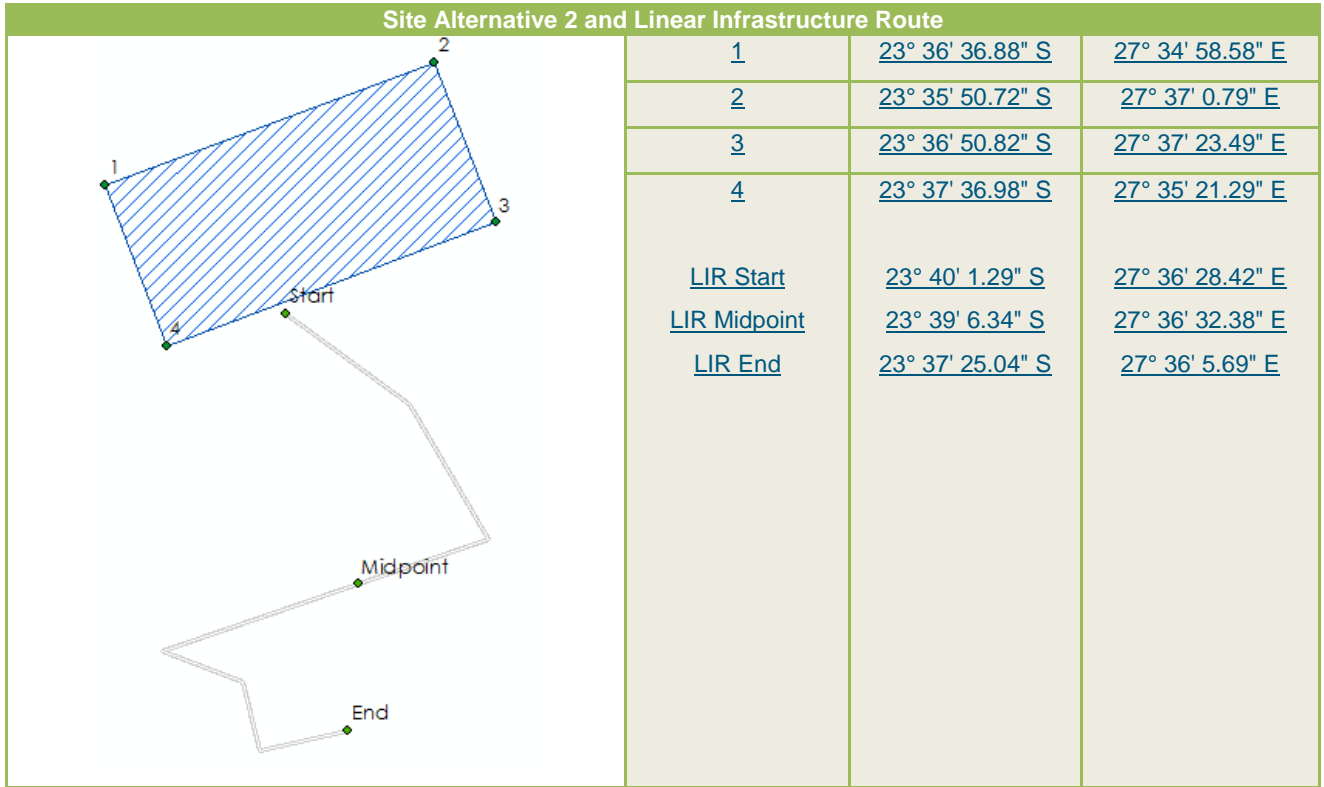 Site Alternative 2 and Linear Infrastructure Route
2
1
3
Start
4
Midpoint
End
1 23° 36' 36.88" S 27° 34' 58.58" E
2 23° 35' 50.72" S 27° 37' 0.79" E
3 23° 36' 50.82" S 27° 37' 23.49" E
4 23° 37' 36.98" S 27° 35' 21.29" E
LIR Start 23° 40' 1.29" S 27° 36' 28.42" E
LIR Midpoint 23° 39' 6.34" S 27° 36' 32.38" E
LIR End 23° 37' 25.04" S 27° 36' 5.69" E